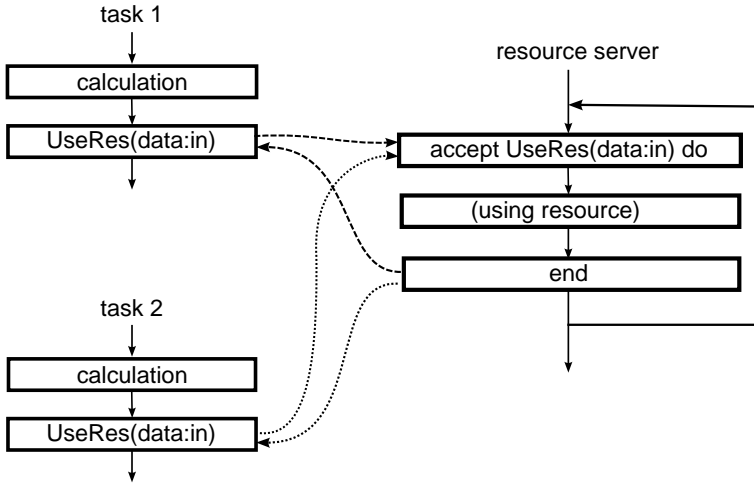 task 1
calculation
UseRes(data:in)
resource server
accept UseRes(data:in) do
(using resource)
end
task 2
calculation
UseRes(data:in)